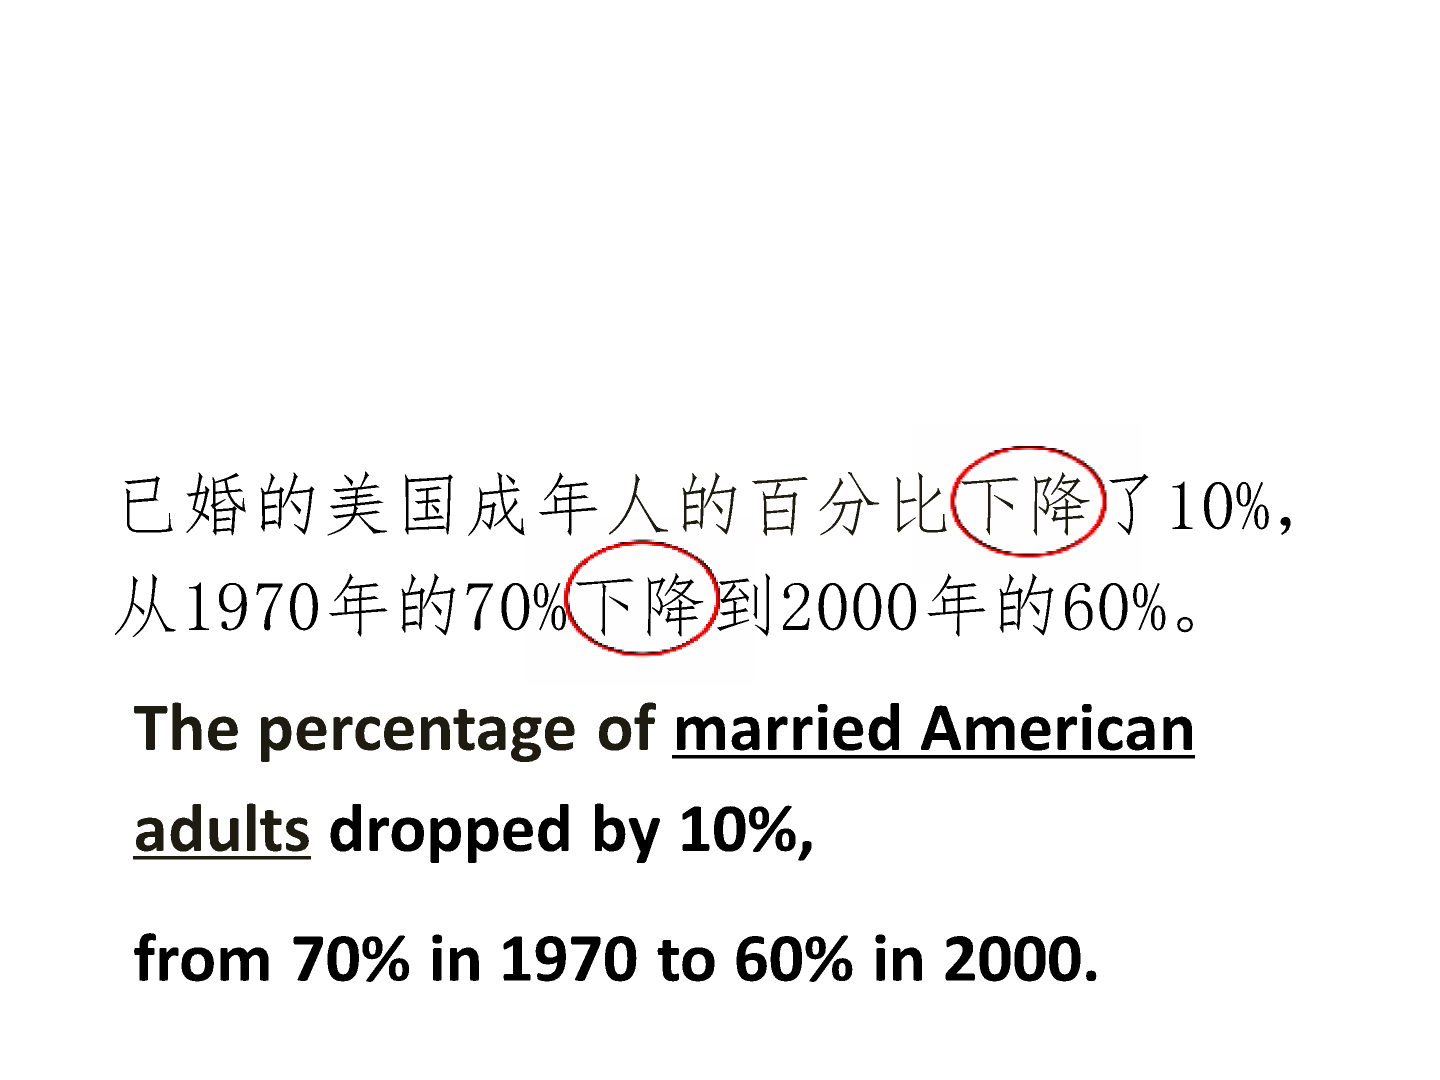 已婚的美国成年人的百分比下降了10%，
从1970年的70%下降到2000年的60%。
The percentage of married American
adults dropped by 10%,
from 70% in 1970 to 60% in 2000.